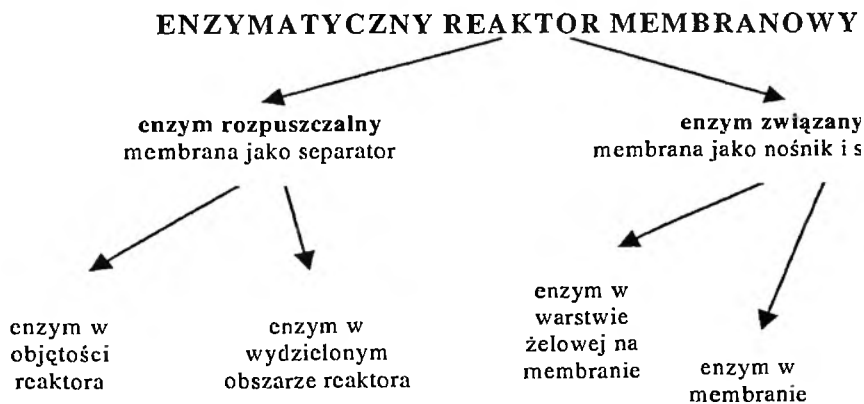 ENZYMATYCZNY REAKTOR MEMBRANOWY
enzym rozpuszczalny
membrana jako separator
enzym związany
membrana jako nośnik i s
enzym w
objętości
reaktora
enzym w
wydzielonym
obszarze reaktora
enzym w
warstwie
żelowej na
membranie
enzym w
membranie